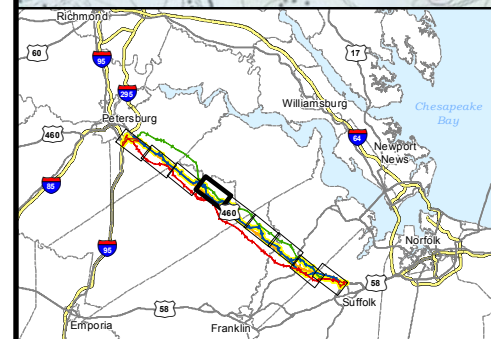 Richmond
60
95
17
295
Williamsburg
Chesapeake
Bay
Petersburg
460
64
Newport
News
85
460
95
Norfolk
58
Suffolk
58
Emporia
Franklin